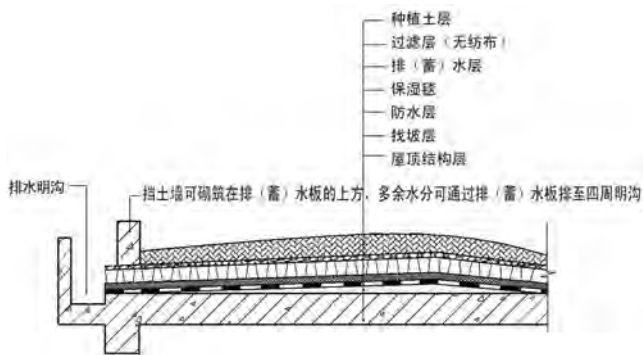 种植土层
过滤层（无纺布）
排（蓄）水层
保湿毯
防水层
找坡层
屋顶结构层
排水明沟
挡土墙可砌筑在排（蓄）水板的上方，多余水分可通过排（蓄）水板排至四周明沟